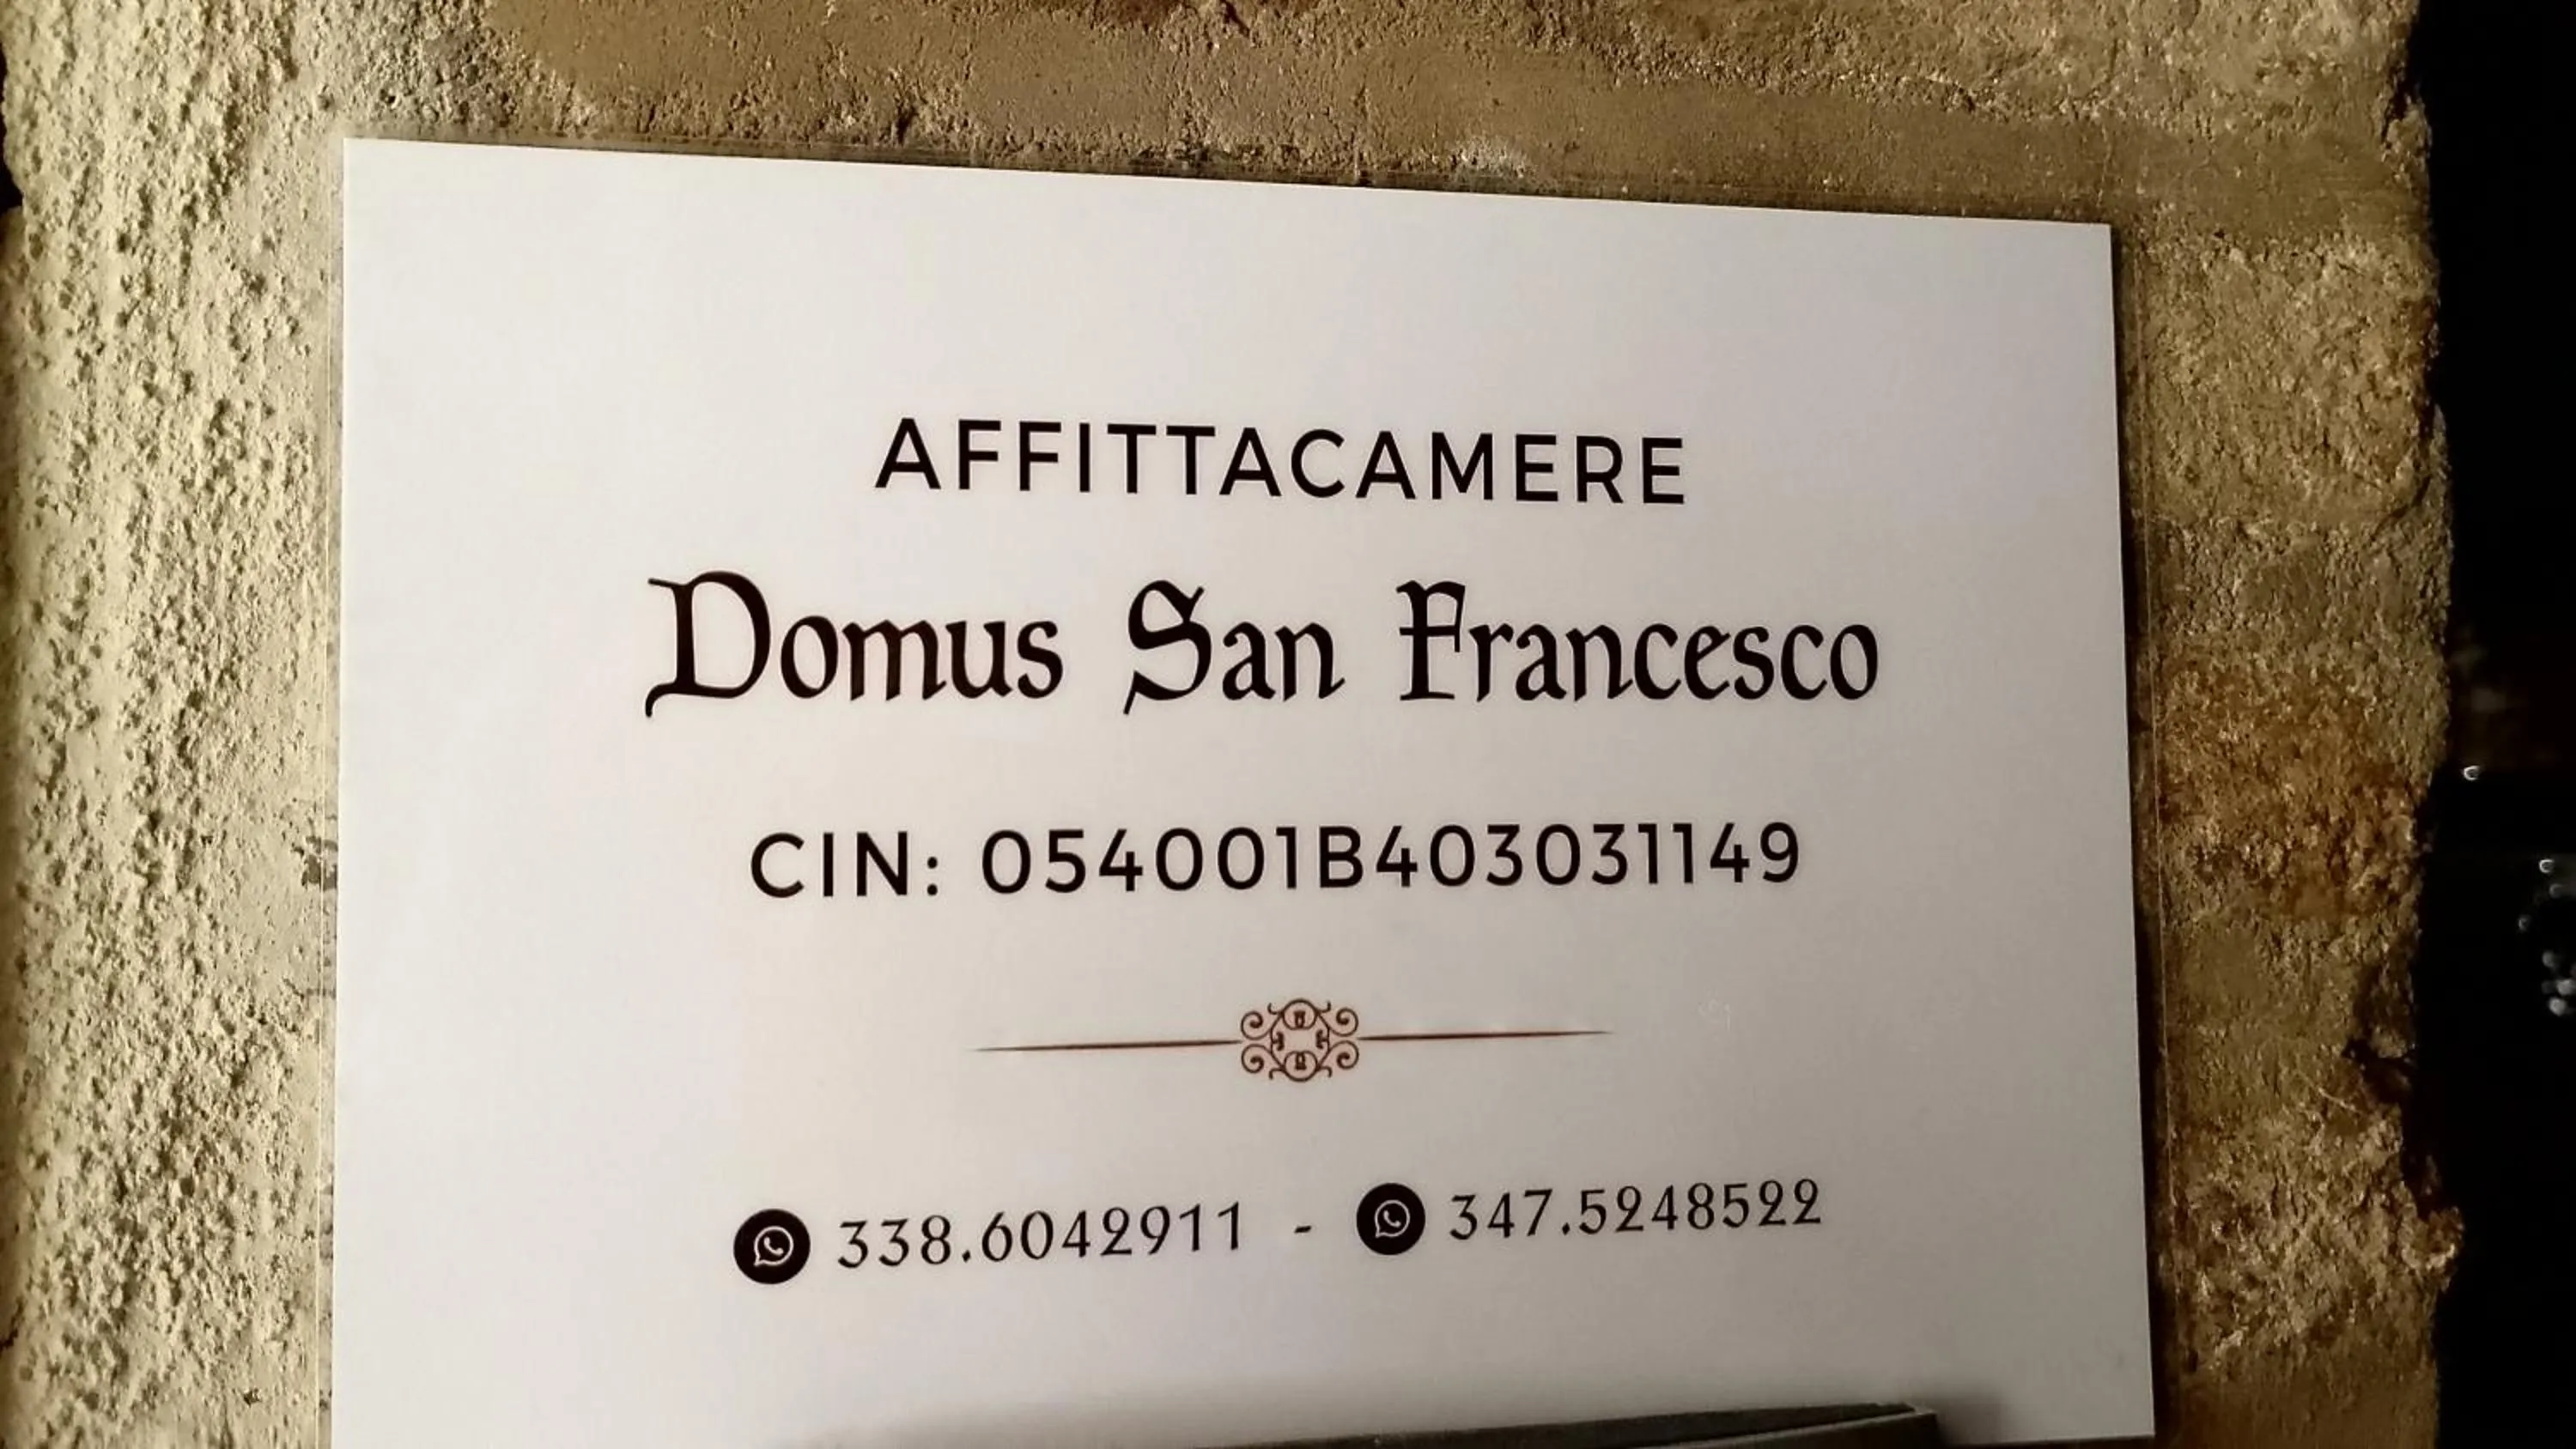 AFFITTACAMERE
Domus San Francesco
CIN: 054001B403031149
338.6042911 - 347.5248522